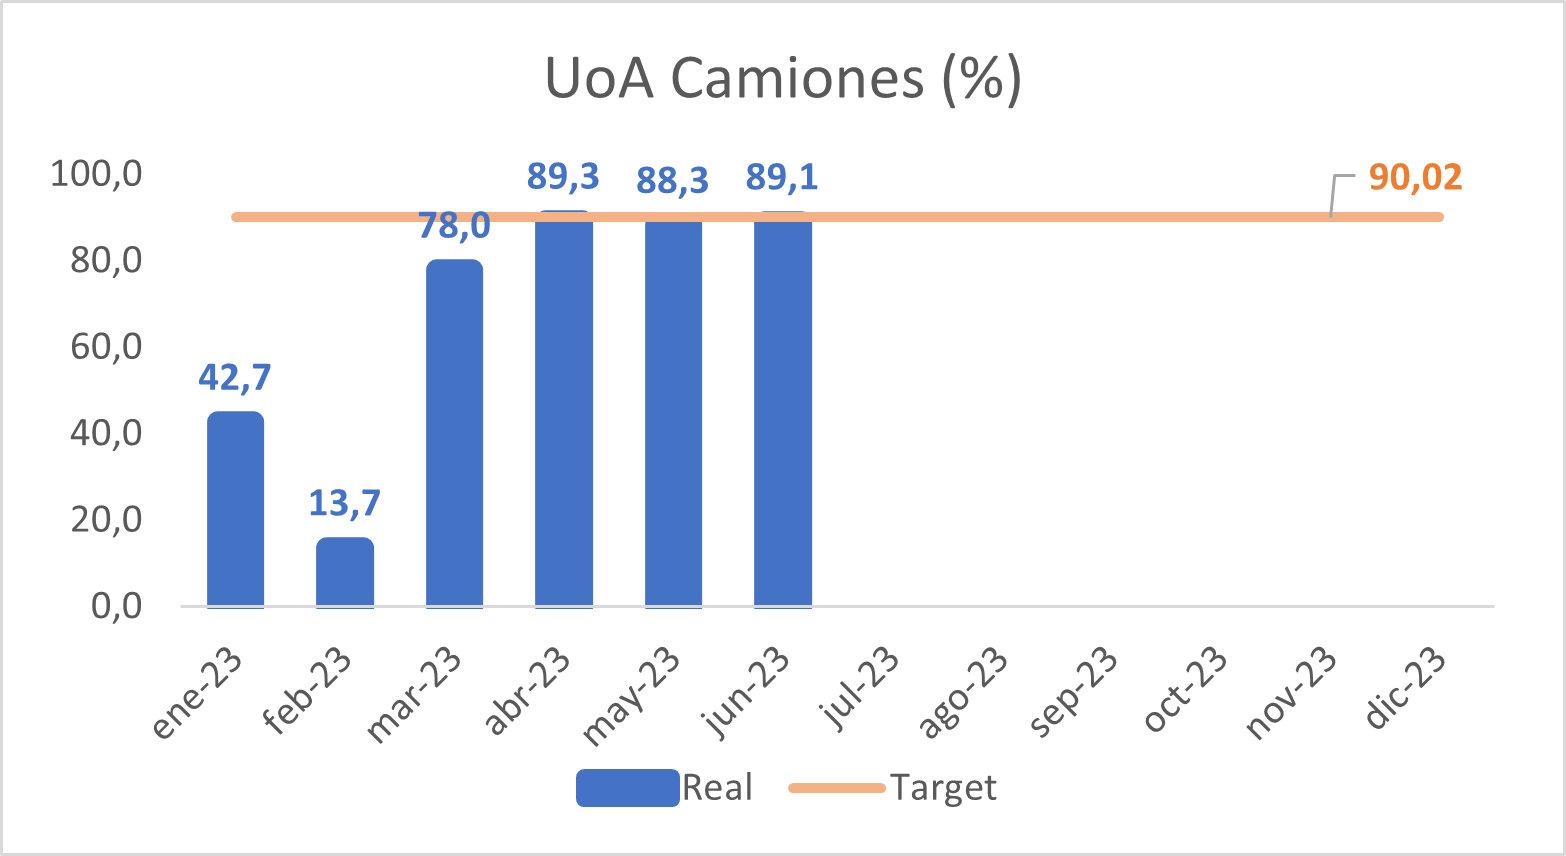 UoA Camiones (%)
100,0
80,0
60,0
40,0
20,0
0,0
42,7
13,7
78,0
89,3
88,3
89,1
90,02
ene-23
feb-23
mar-23
abr-23
may-23
jun-23
jul-23
ago-23
sep-23
oct-23
nov-23
dic-23
Real Target